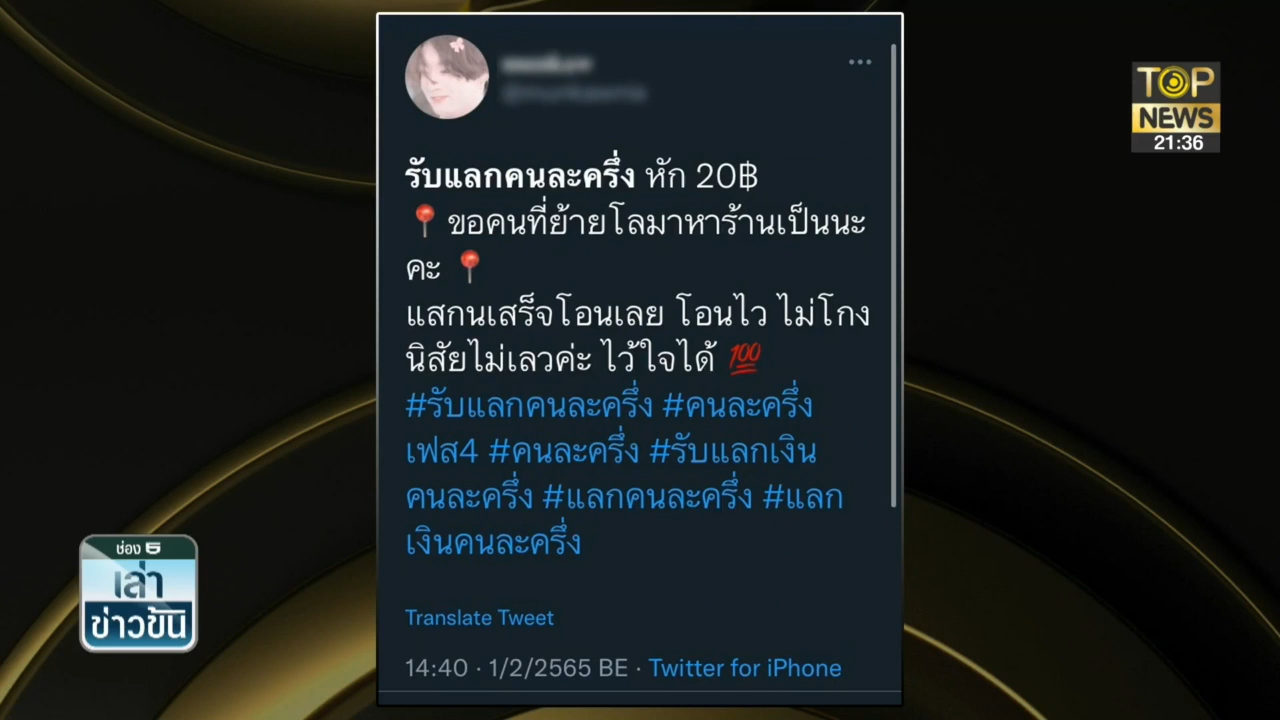 TOP
NEWS
21:36
รับแลกคนละครึ่ง หัก 20฿
📍 ขอคนที่ย้ายโลมาหาร้านเป็นนะ
คะ 📍
แสกนเสร็จโอนเลย โอนไว ไม่โกง
นิสัยไม่เลวค่ะ ไว้ใจได้ 💯
#รับแลกคนละครึ่ง #คนละครึ่ง
เฟส4 #คนละครึ่ง #รับแลกเงิน
คนละครึ่ง #แลกคนละครึ่ง #แลก
เงินคนละครึ่ง
Translate Tweet
14:40 · 1/2/2565 BE · Twitter for iPhone
ช่อง 5
เล่า
ข่าวข้น